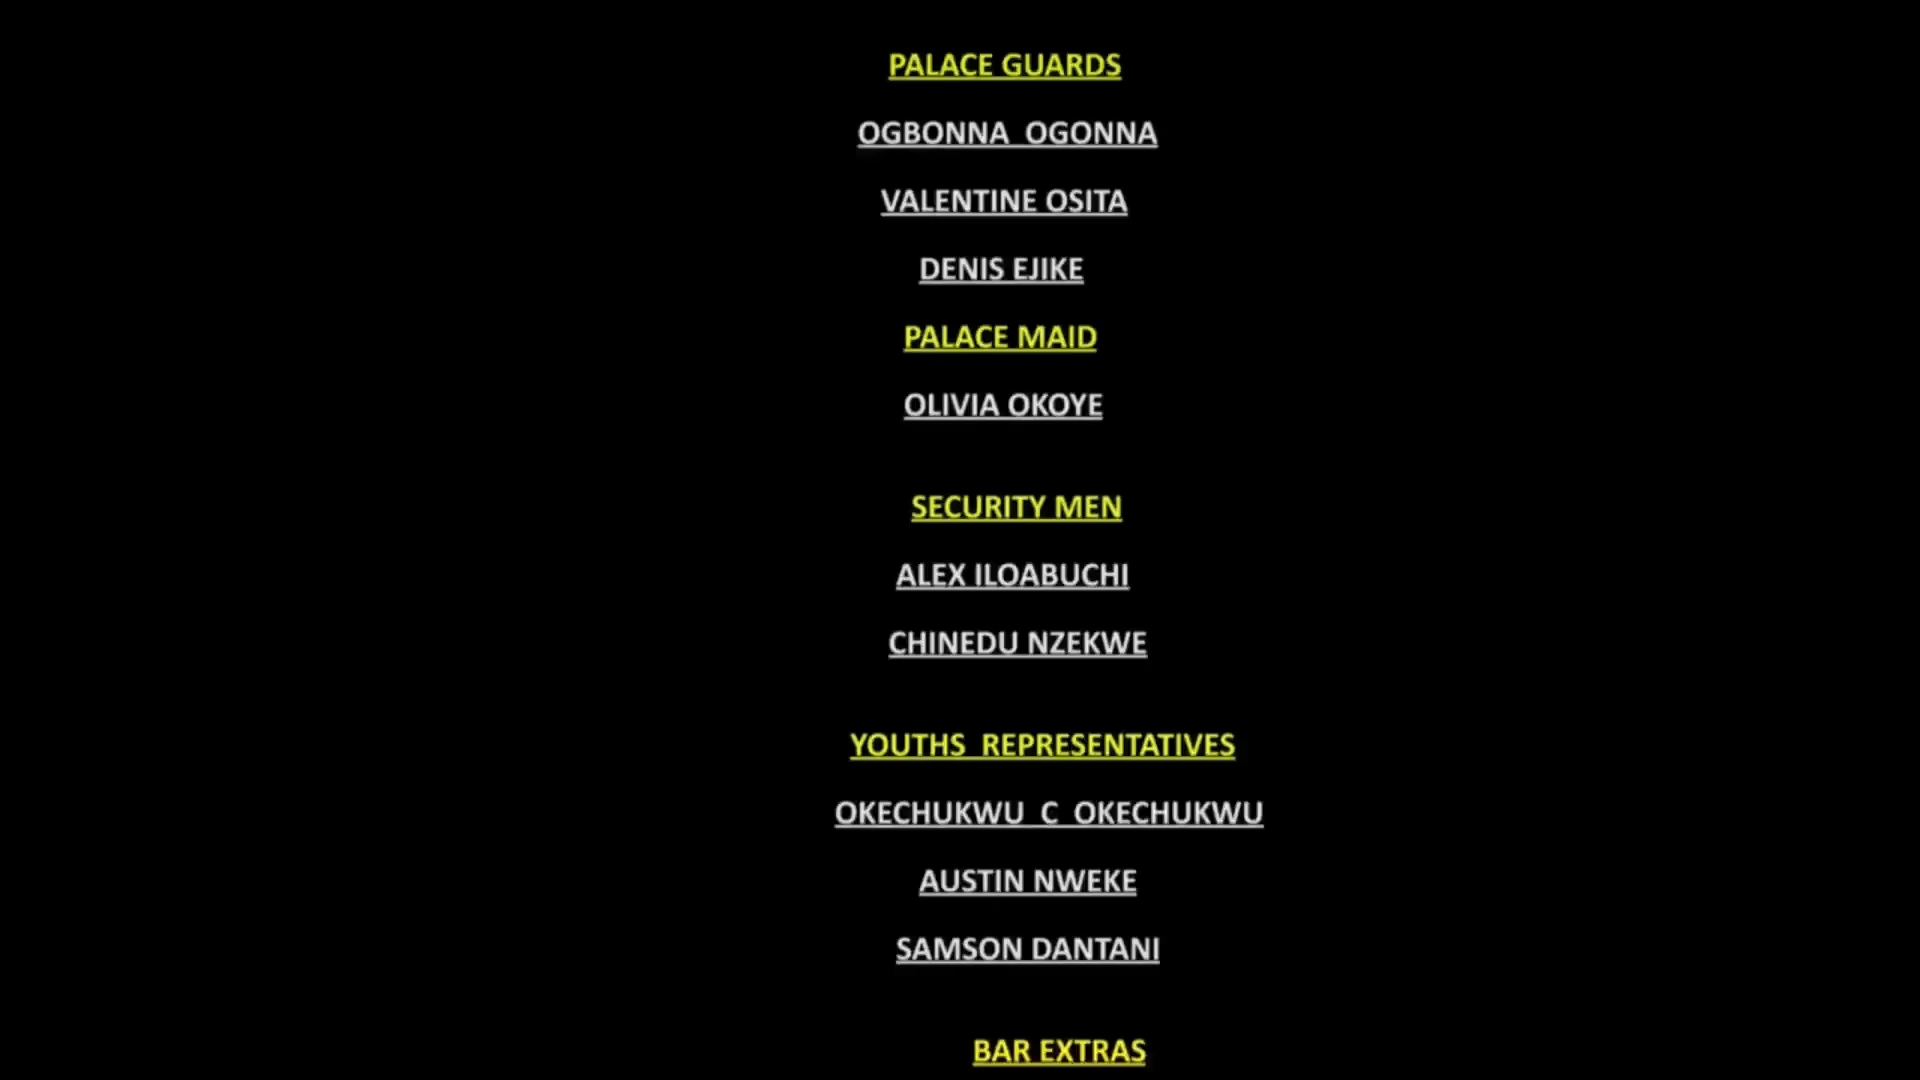 PALACE GUARDS
OGBONNA OGONNA
VALENTINE OSITA
DENIS EJIKE
PALACE MAID
OLIVIA OKOYE
SECURITY MEN
ALEX ILOABUCHI
CHINEDU NZEKWE
YOUTHS REPRESENTATIVES
OKECHUKWU C OKECHUKWU
AUSTIN NWEKE
SAMSON DANTANI
BAR EXTRAS